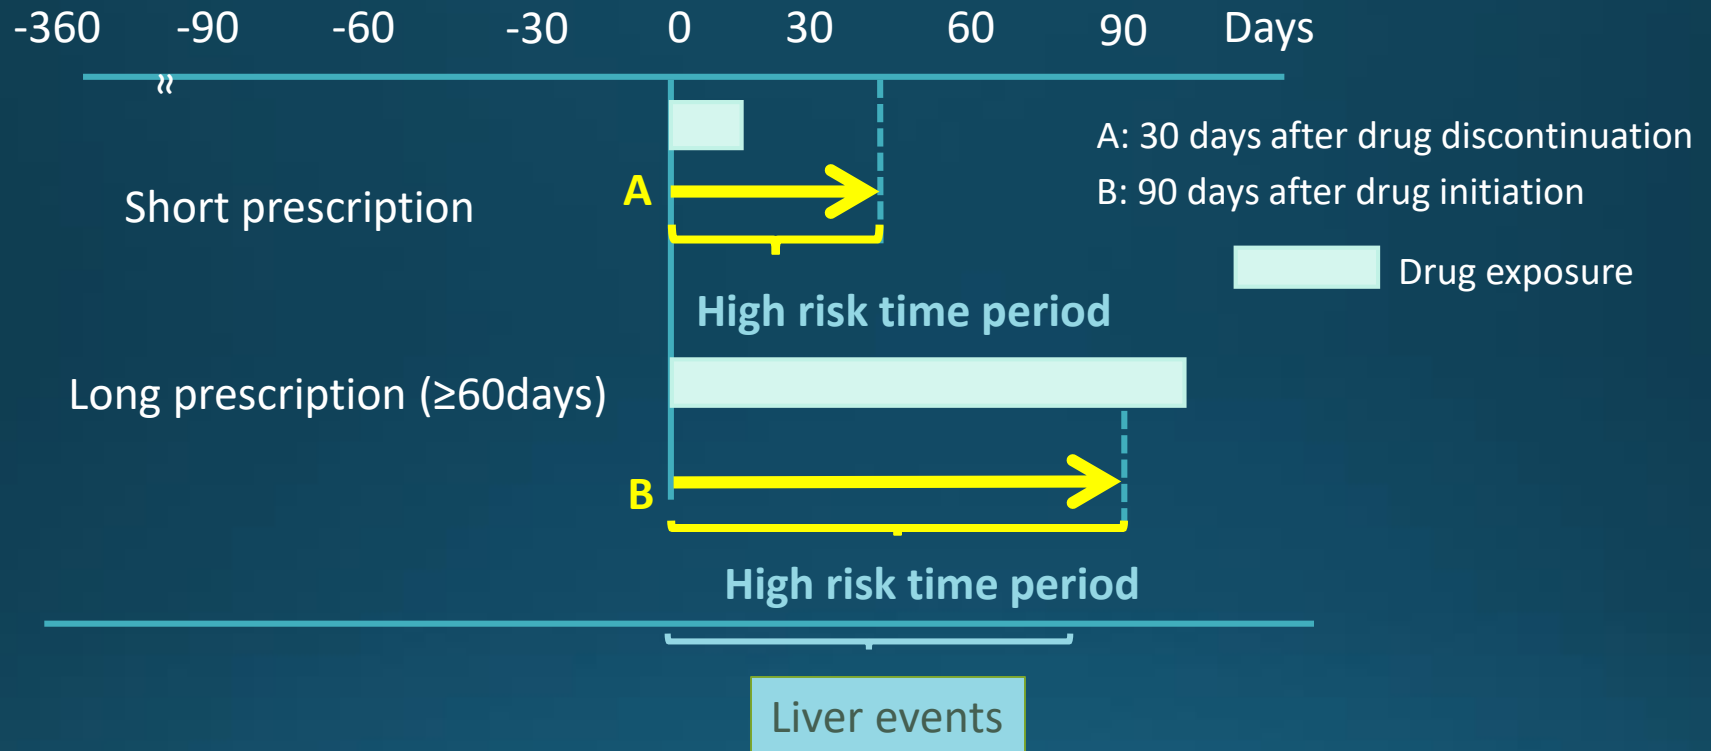 -360 -90 -60 -30 0 30 60 90 Days
≈
A: 30 days after drug discontinuation
A
B: 90 days after drug initiation
Short prescription
Drug exposure
High risk time period
Long prescription (≥60days)
B
High risk time period
Liver events